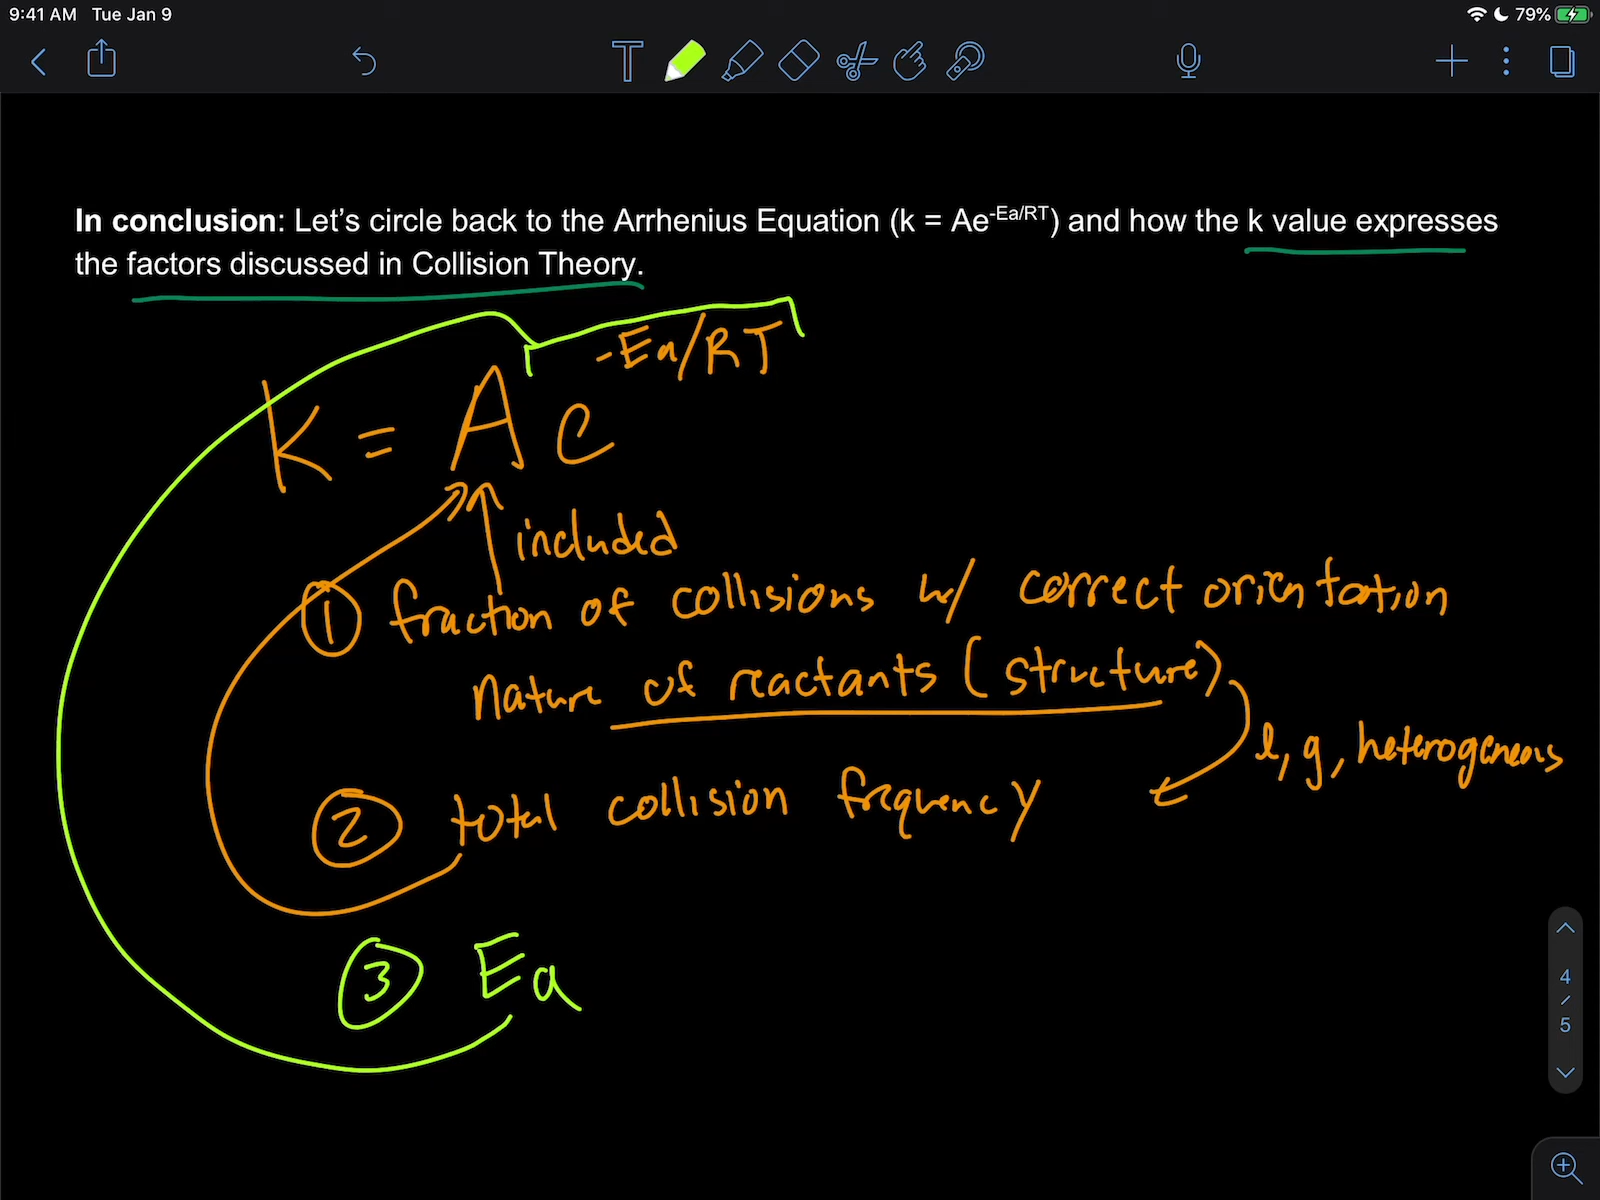 9:41 AM Tue Jan 9
79%
T
In conclusion: Let's circle back to the Arrhenius Equation (k = Ae-Ea/RT) and how the k value expresses
the factors discussed in Collision Theory.
K = A e -Ea/RT
included
1 fraction of collisions w/ correct orientation
Nature of reactants (structure)
l, g, heterogeneous
2 total collision frequency
3 Ea
4
/
5